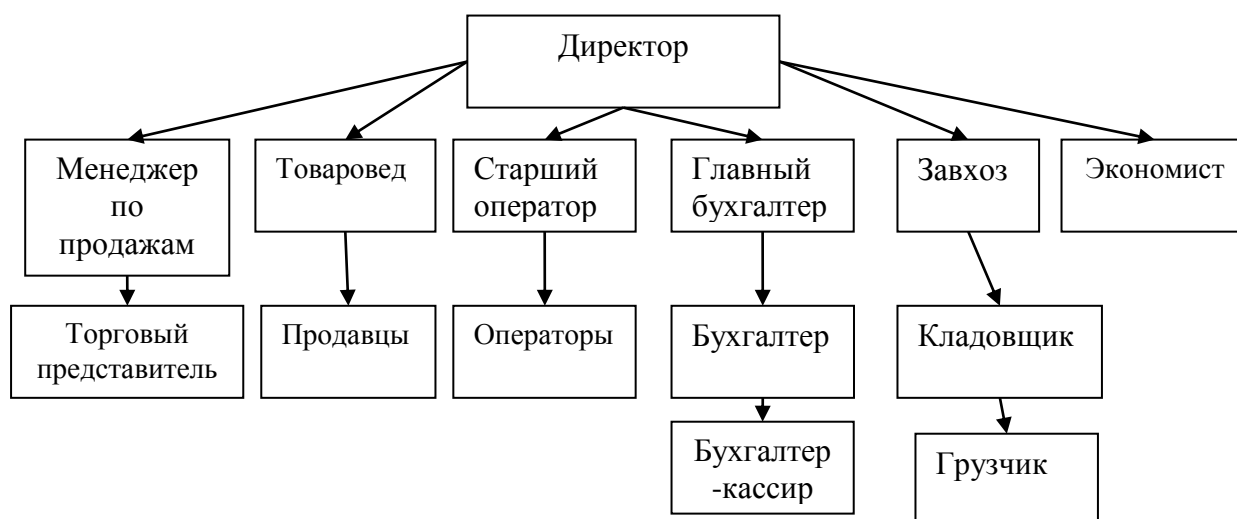 Директор
Менеджер
по
продажам
Товаровед
Старший
оператор
Главный
бухгалтер
Завхоз
Экономист
Торговый
представитель
Продавцы
Операторы
Бухгалтер
Кладовщик
Бухгалтер
-кассир
Грузчик